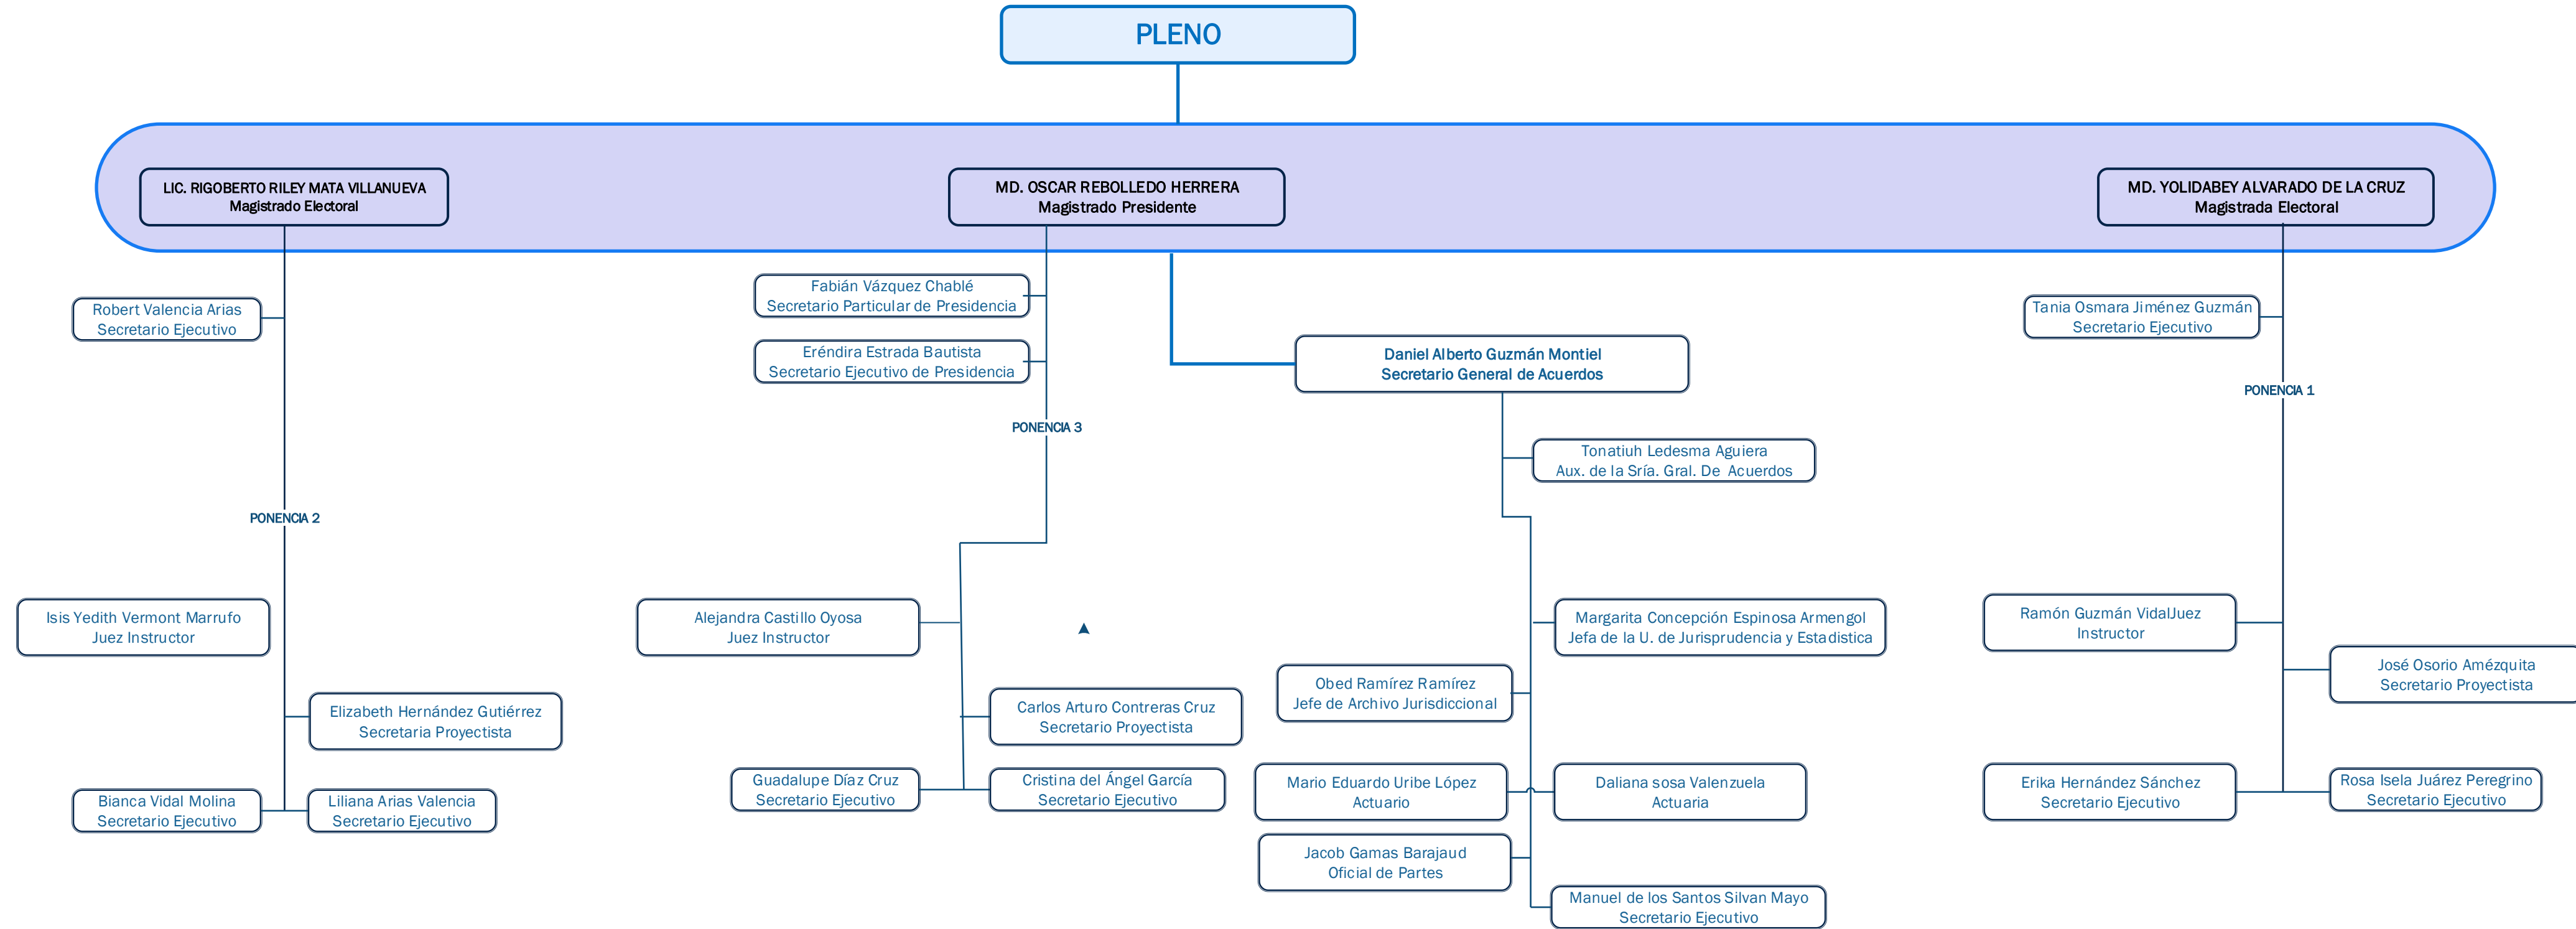 PLENO
LIC. RIGOBERTO RILEY MATA VILLANUEVA
Magistrado Electoral
MD. OSCAR REBOLLEDO HERRERA
Magistrado Presidente
MD. YOLIDABEY ALVARADO DE LA CRUZ
Magistrada Electoral
Robert Valencia Arias
Secretario Ejecutivo
PONENCIA 2
Isis Yedith Vermont Marrufo
Juez Instructor
Elizabeth Hernández Gutiérrez
Secretaria Proyectista
Bianca Vidal Molina
Secretario Ejecutivo
Liliana Arias Valencia
Secretario Ejecutivo
Fabián Vázquez Chablé
Secretario Particular de Presidencia
Eréndira Estrada Bautista
Secretario Ejecutivo de Presidencia
PONENCIA 3
Alejandra Castillo Oyosa
Juez Instructor
Carlos Arturo Contreras Cruz
Secretario Proyectista
Guadalupe Díaz Cruz
Secretario Ejecutivo
Cristina del Ángel García
Secretario Ejecutivo
Daniel Alberto Guzmán Montiel
Secretario General de Acuerdos
Tonatiuh Ledesma Aguiera
Aux. de la Sría. Gral. De Acuerdos
Margarita Concepción Espinosa Armengol
Jefa de la U. de Jurisprudencia y Estadistica
Obed Ramírez Ramírez
Jefe de Archivo Jurisdiccional
Mario Eduardo Uribe López
Actuario
Daliana sosa Valenzuela
Actuaria
Jacob Gamas Barajaud
Oficial de Partes
Manuel de los Santos Silvan Mayo
Secretario Ejecutivo
Tania Osmara Jiménez Guzmán
Secretario Ejecutivo
PONENCIA 1
Ramón Guzmán VidalJuez
Instructor
José Osorio Amézquita
Secretario Proyectista
Erika Hernández Sánchez
Secretario Ejecutivo
Rosa Isela Juárez Peregrino
Secretario Ejecutivo